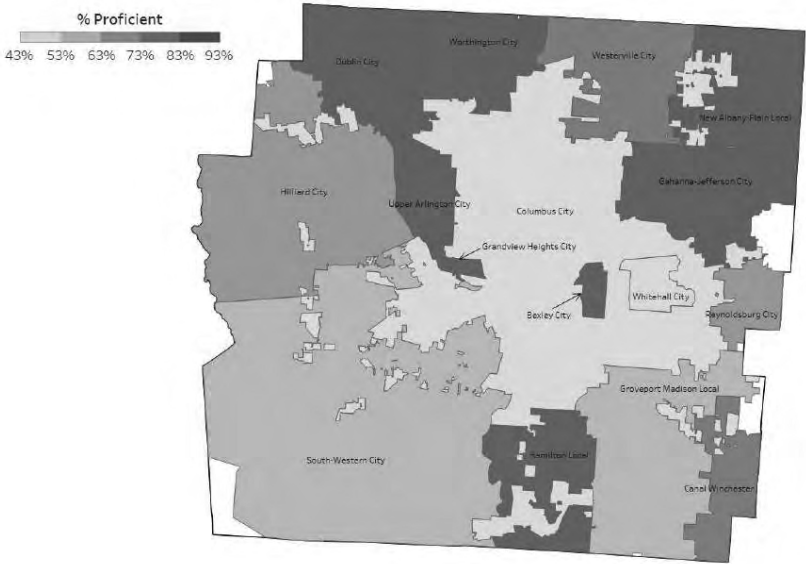 % Proficient
43% 53% 63% 73% 83% 93%
Worthington City
Westerville City
Dublin City
New Albany-Plain Local
Gahanna-Jefferson City
Hilliard City
Upper Arlington City
Columbus City
Grandview Heights City
Whitehall City
Bexley City
Reynoldsburg City
Groveport Madison Local
Hamilton Local
South-Western City
Canal Winchester